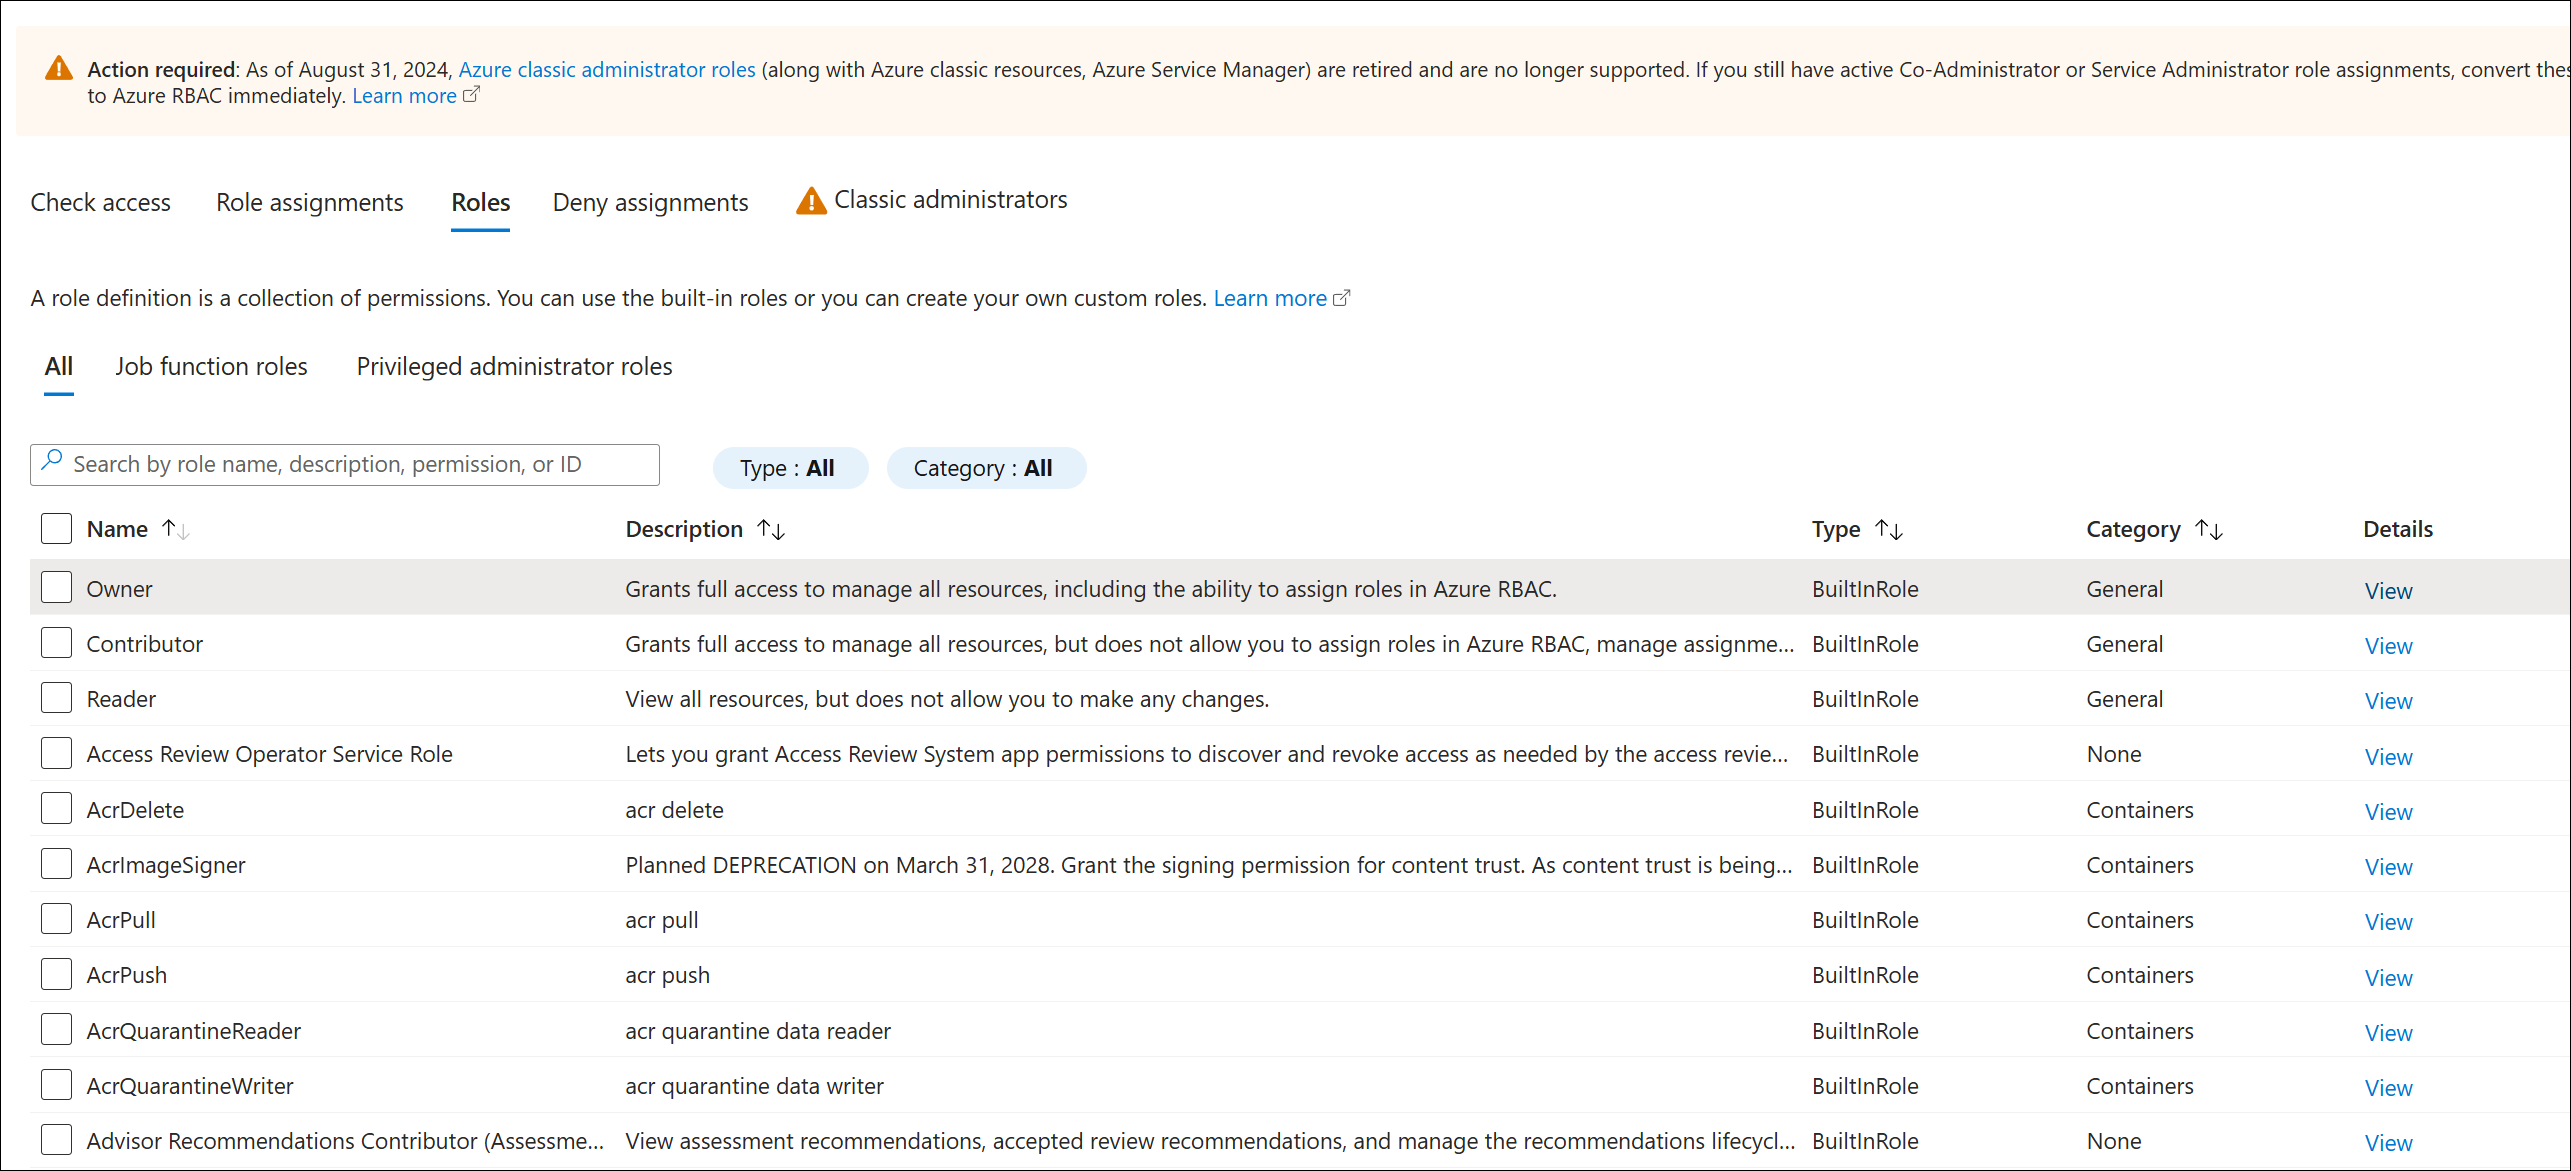 Action required: As of August 31, 2024, Azure classic administrator roles (along with Azure classic resources, Azure Service Manager) are retired and are no longer supported. If you still have active Co-Administrator or Service Administrator role assignments, convert
to Azure RBAC immediately. Learn more
Check access Role assignments Roles Deny assignments Classic administrators
A role definition is a collection of permissions. You can use the built-in roles or you can create your own custom roles. Learn more
All Job function roles Privileged administrator roles
Search by role name, description, permission, or ID Type : All Category : All
Name Description Type Category Details
Owner Grants full access to manage all resources, including the ability to assign roles in Azure RBAC. BuiltInRole General View
Contributor Grants full access to manage all resources, but does not allow you to assign roles in Azure RBAC, manage assignme... BuiltInRole General View
Reader View all resources, but does not allow you to make any changes. BuiltInRole General View
Access Review Operator Service Role Lets you grant Access Review System app permissions to discover and revoke access as needed by the access revie... BuiltInRole None View
AcrDelete acr delete BuiltInRole Containers View
AcrImageSigner Planned DEPRECATION on March 31, 2028. Grant the signing permission for content trust. As content trust is being... BuiltInRole Containers View
AcrPull acr pull BuiltInRole Containers View
AcrPush acr push BuiltInRole Containers View
AcrQuarantineReader acr quarantine data reader BuiltInRole Containers View
AcrQuarantineWriter acr quarantine data writer BuiltInRole Containers View
Advisor Recommendations Contributor (Assessme... View assessment recommendations, accepted review recommendations, and manage the recommendations lifecycl... BuiltInRole None View